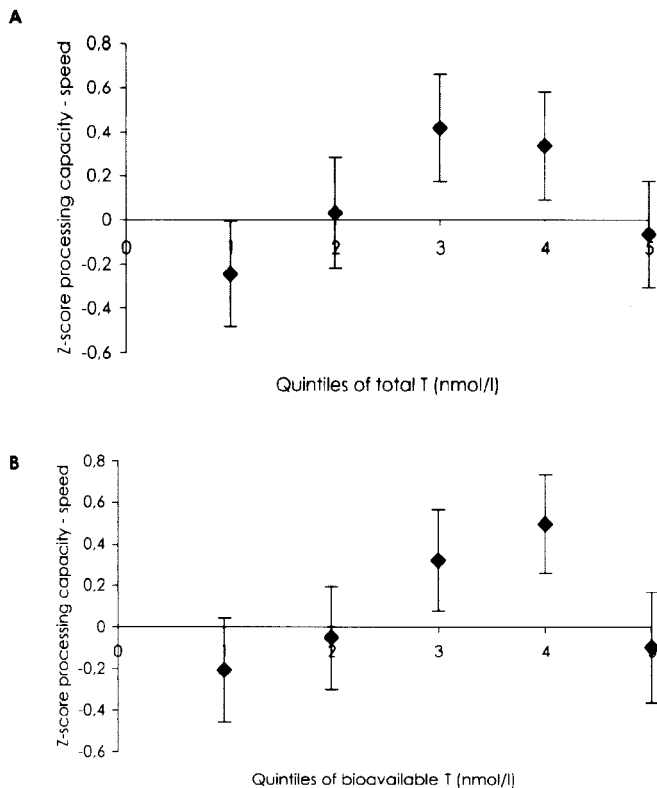 A
Z-score processing capacity - speed
0,8
0,6
0,4
0,2
0
-0,2
-0,4
-0,6
0 1 2 3 4 5
Quintiles of total T (nmol/l)
B
Z-score processing capacity - speed
0,8
0,6
0,4
0,2
0
-0,2
-0,4
-0,6
0 1 2 3 4 5
Quintiles of bioavailable T (nmol/l)